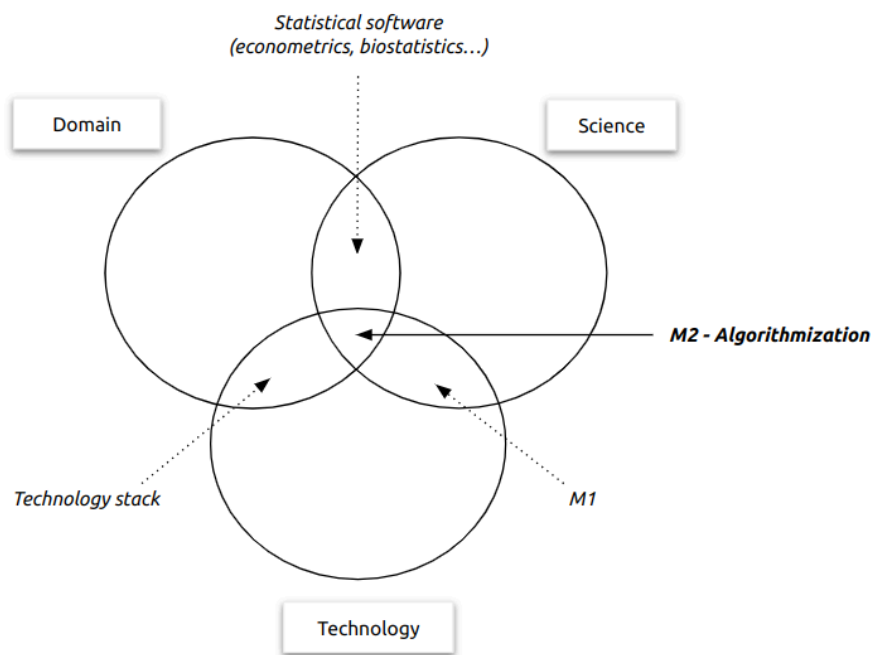 Statistical software
(econometrics, biostatistics…)
Domain
Science
M2 - Algorithmization
Technology stack
M1
Technology